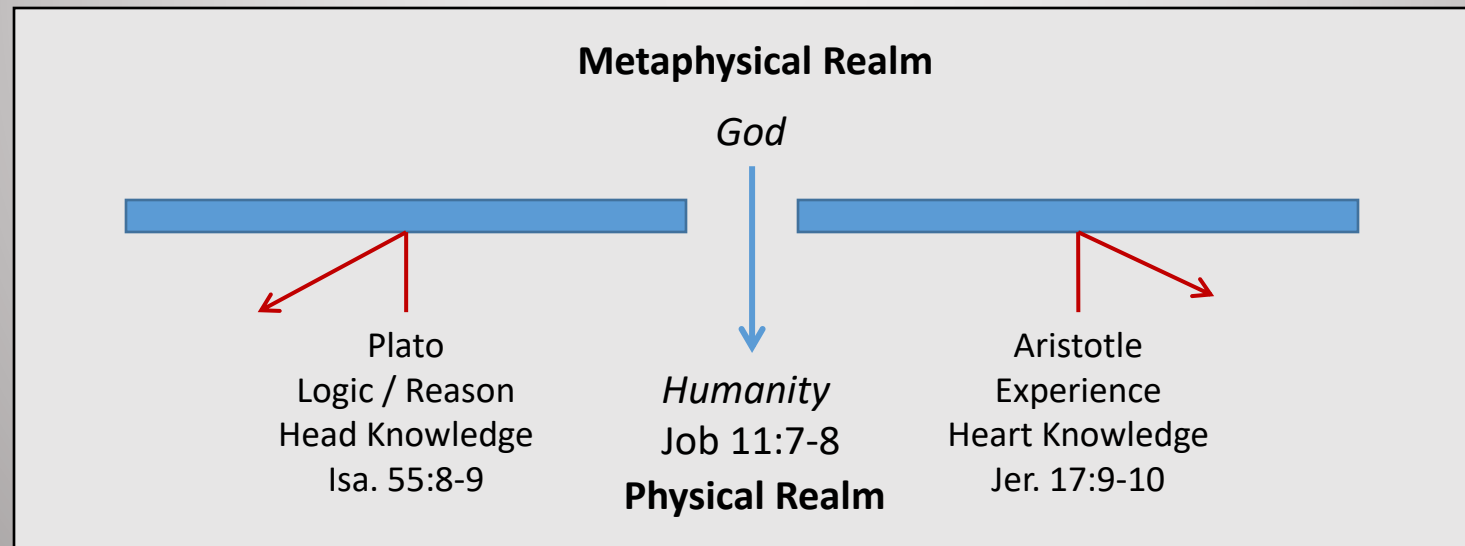 Metaphysical Realm
God
Plato
Logic / Reason
Head Knowledge
Isa. 55:8-9
Humanity
Job 11:7-8
Physical Realm
Aristotle
Experience
Heart Knowledge
Jer. 17:9-10